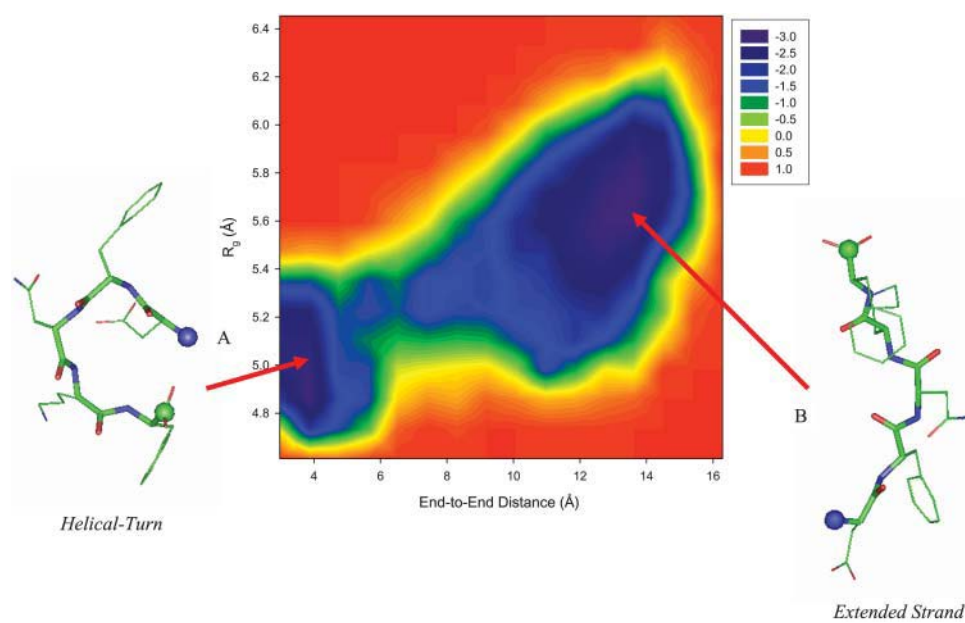 6.4
6.2
6.0
5.8
5.6
5.4
5.2
5.0
4.8
Rg (Å)
4 6 8 10 12 14 16
End-to-End Distance (Å)
-3.0
-2.5
-2.0
-1.5
-1.0
-0.5
0.0
0.5
1.0
A
B
Helical-Turn
Extended Strand